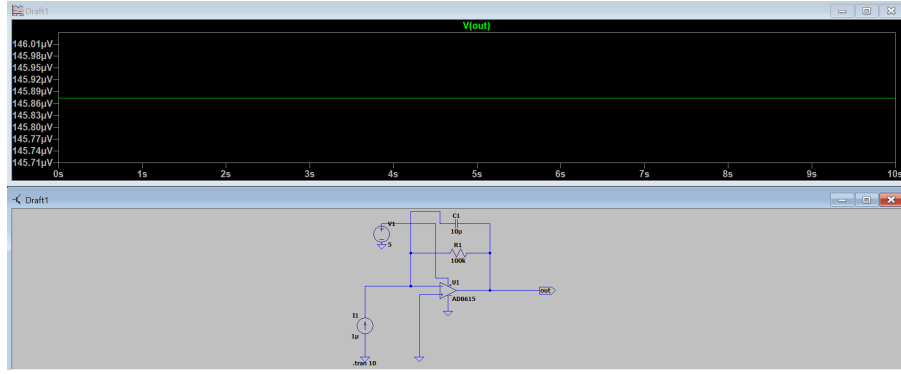 Draft1
V(out)
146.01µV
145.98µV
145.95µV
145.92µV
145.89µV
145.86µV
145.83µV
145.80µV
145.77µV
145.74µV
145.71µV
0s 1s 2s 3s 4s 5s 6s 7s 8s 9s 10s
Draft1
C1
10µ
V1
5
R1
100k
U1
AD8615
out
I1
1µ
.tran 10